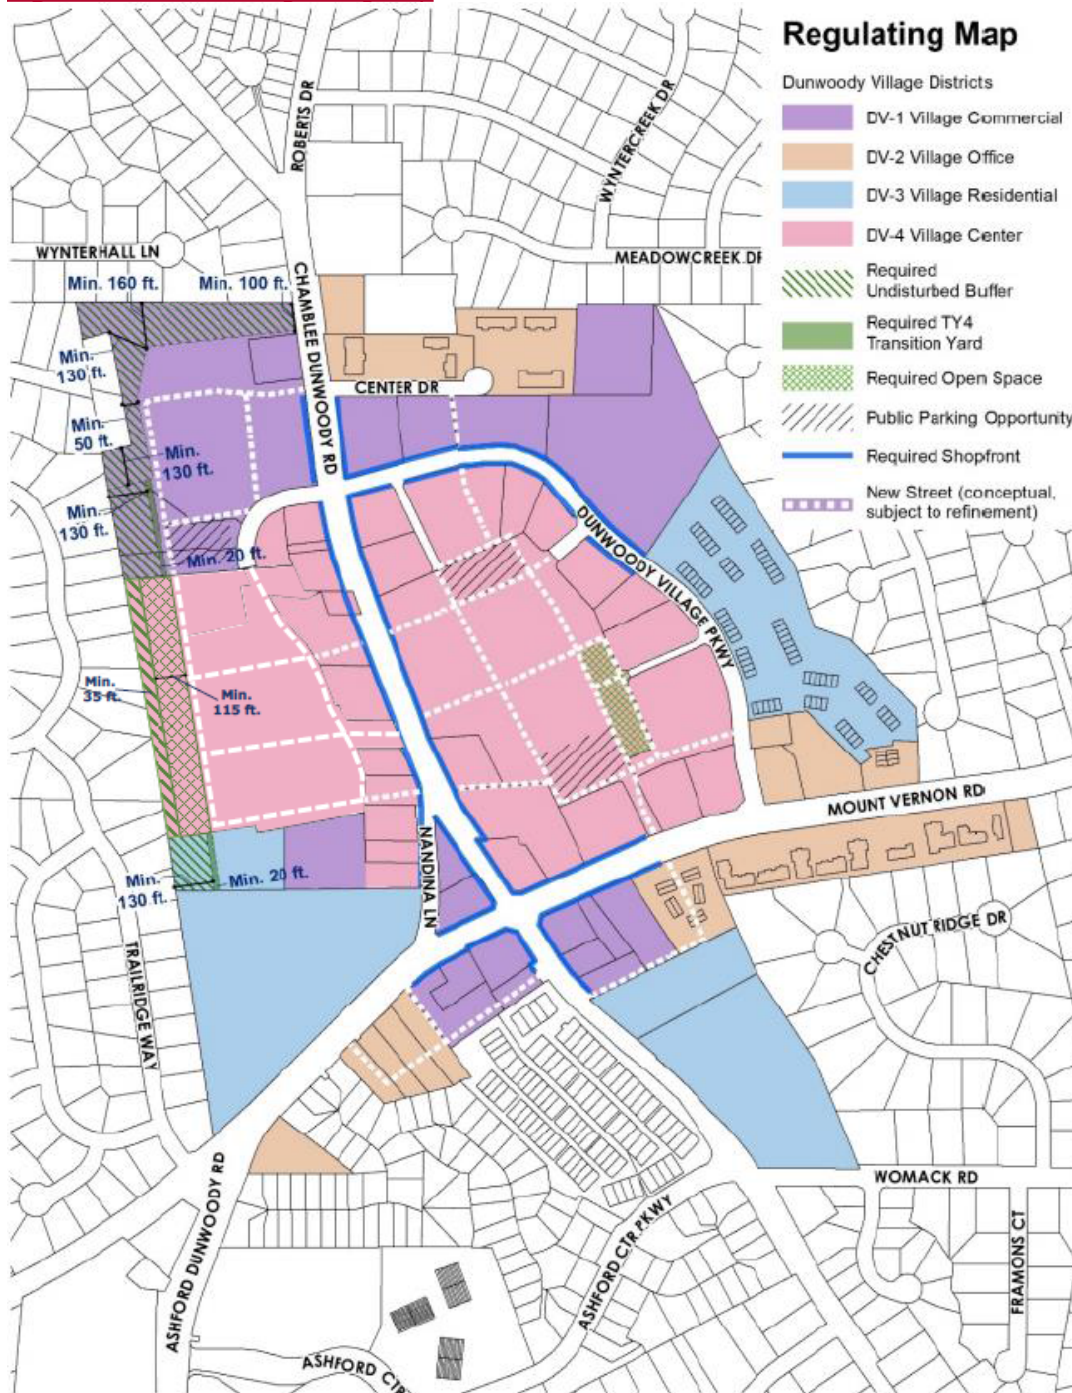 Regulating Map
Dunwoody Village Districts
DV-1 Village Commercial
DV-2 Village Office
DV-3 Village Residential
DV-4 Village Center
Required
Undisturbed Buffer
Required TY4
Transition Yard
Required Open Space
Public Parking Opportunity
Required Shopfront
New Street (conceptual,
subject to refinement)
ROBERTS DR
WYNTERCREEK DR
WYNTERHALL LN
MEADOWCREEK DR
Min. 160 ft.
Min. 100 ft.
CHAMBLEE DUNWOODY RD
Min.
130 ft.
CENTER DR
Min.
50 ft.
Min.
130 ft.
Min.
130 ft.
Min. 20 ft.
DUNWOODY VILLAGE PKWY
Min.
35 ft.
Min.
115 ft.
MOUNT VERNON RD
NANDINA LN
Min.
130 ft.
Min. 20 ft.
CHESTNUT RIDGE DR
TRAILRIDGE WAY
WOMACK RD
ASHFORD DUNWOODY RD
ASHFORD CTR PKWY
FRAMONS CT
ASHFORD CTR